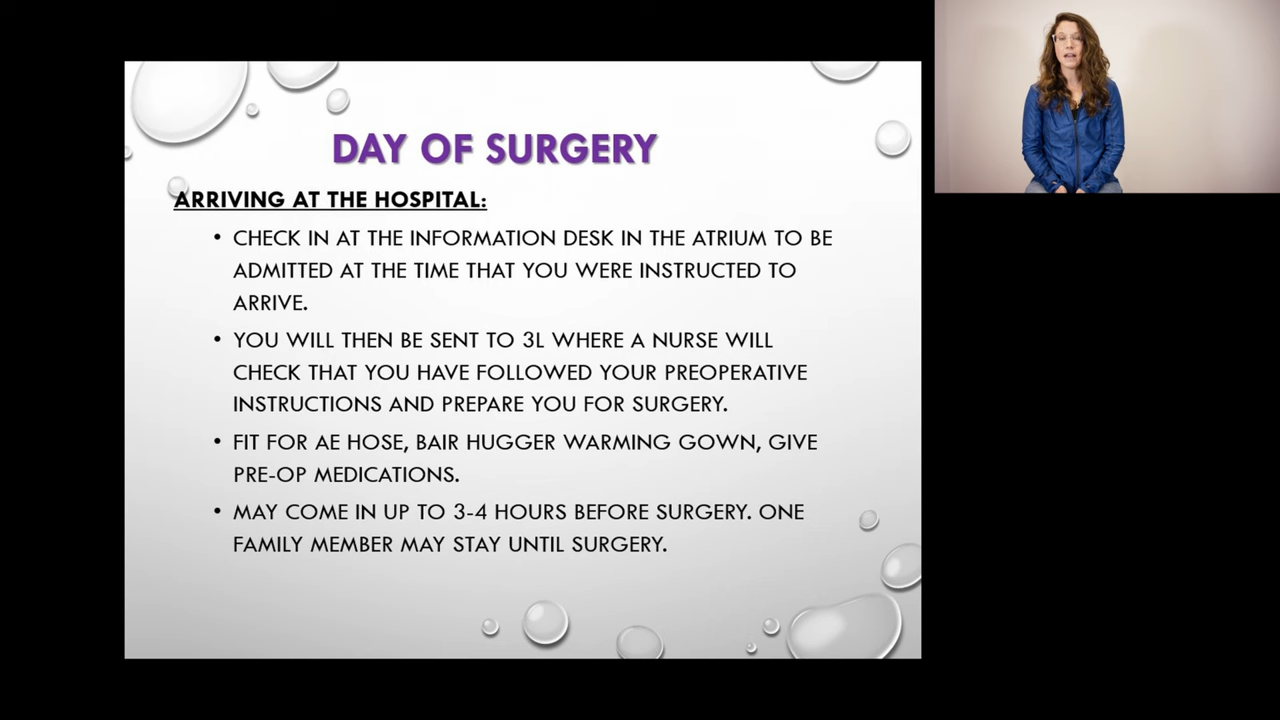 DAY OF SURGERY
ARRIVING AT THE HOSPITAL:
• CHECK IN AT THE INFORMATION DESK IN THE ATRIUM TO BE
ADMITTED AT THE TIME THAT YOU WERE INSTRUCTED TO
ARRIVE.
• YOU WILL THEN BE SENT TO 3L WHERE A NURSE WILL
CHECK THAT YOU HAVE FOLLOWED YOUR PREOPERATIVE
INSTRUCTIONS AND PREPARE YOU FOR SURGERY.
• FIT FOR AE HOSE, BAIR HUGGER WARMING GOWN, GIVE
PRE-OP MEDICATIONS.
• MAY COME IN UP TO 3-4 HOURS BEFORE SURGERY. ONE
FAMILY MEMBER MAY STAY UNTIL SURGERY.